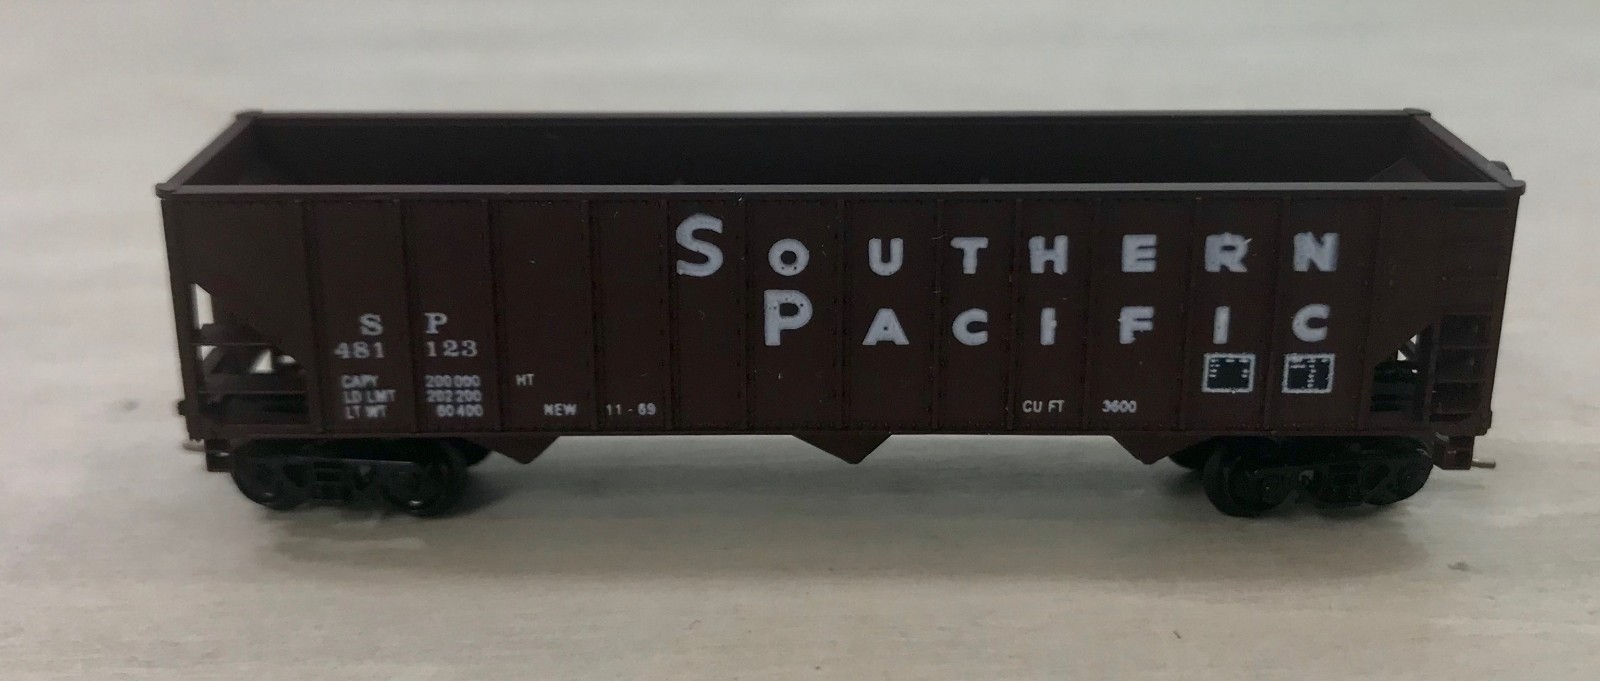 SOUTHERN
PACIFIC
S P
481 123
CAPY 200000 HT
LD LMT 202200
LT WT 60400 NEW 11-69
CU FT 3600